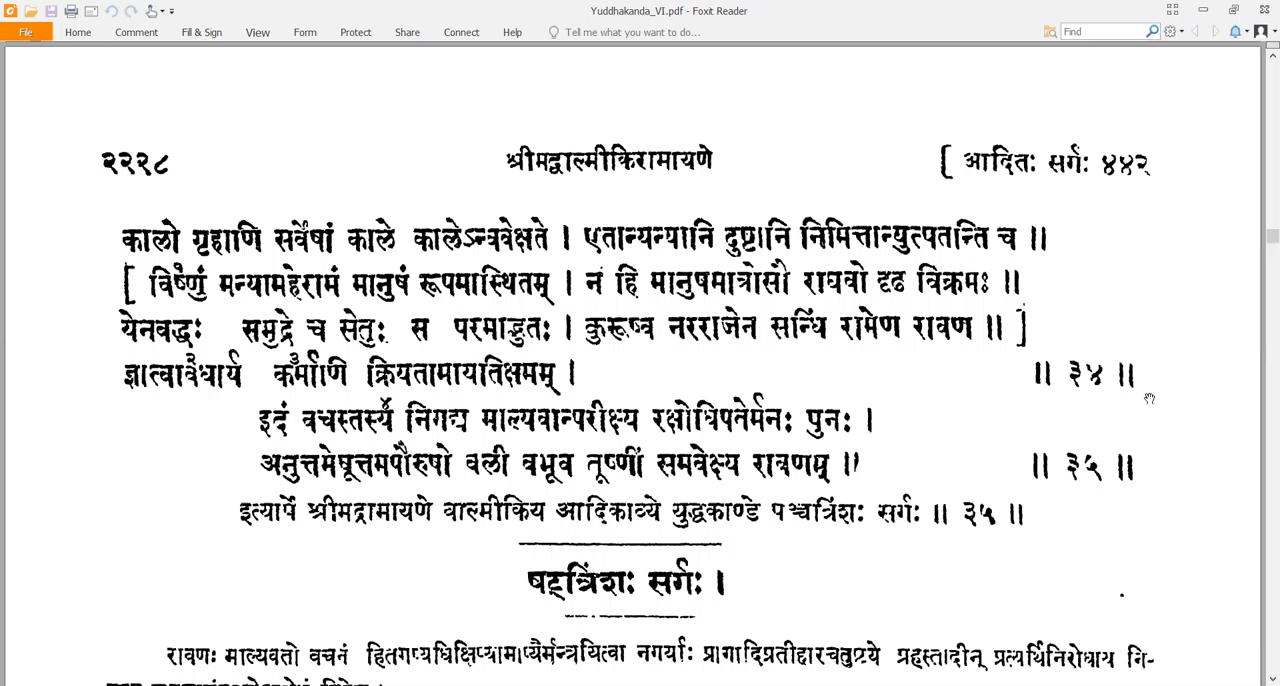 Yuddhakanda_VI.pdf - Foxit Reader
File Home Comment Fill & Sign View Form Protect Share Connect Help Tell me what you want to do... Find
२२२८ श्रीमद्वाल्मीकिरामायणे [ आदितः सर्गः ४४२
कालो गृहाणि सर्वेषां काले कालेऽन्ववेक्षते । एतान्यन्यानि दुष्टानि निमित्तान्युत्पतन्ति च ॥
[ विष्णुं मन्यामहेरामं मानुषं रूपमास्थितम् । न हि मानुषमात्रोसौ राघवो दृढ विक्रमः ॥
येनबद्धः समुद्रे च सेतुः स परमाद्भुतः । कुरुष्व नरराजेन सन्धिं रामेण रावण ॥ ]
ज्ञात्वावधार्य कर्माणि क्रियतामायतिक्षमम् । ॥ ३४ ॥
इदं वचस्तस्य निगद्य माल्यवान्परीक्ष्य रक्षोधिपतेर्मनः पुनः ।
अनुत्तमेषूत्तमपौरुषो बली बभूव तूष्णीं समवेक्ष्य रावणम् ॥ ॥ ३५ ॥
इत्यार्षे श्रीमद्रामायणे वाल्मीकिय आदिकाव्ये युद्धकाण्डे पञ्चत्रिंशः सर्गः ॥ ३५ ॥
षट्त्रिंशः सर्गः ।
रावणः माल्यवतो वचनं हितमप्यधिक्षिप्यामात्यैर्मन्त्रयित्वा नगर्याः प्रागादिप्रतीहारचतुष्टये प्रहस्तादीन् प्रत्यर्थिनिरोधाय नि-